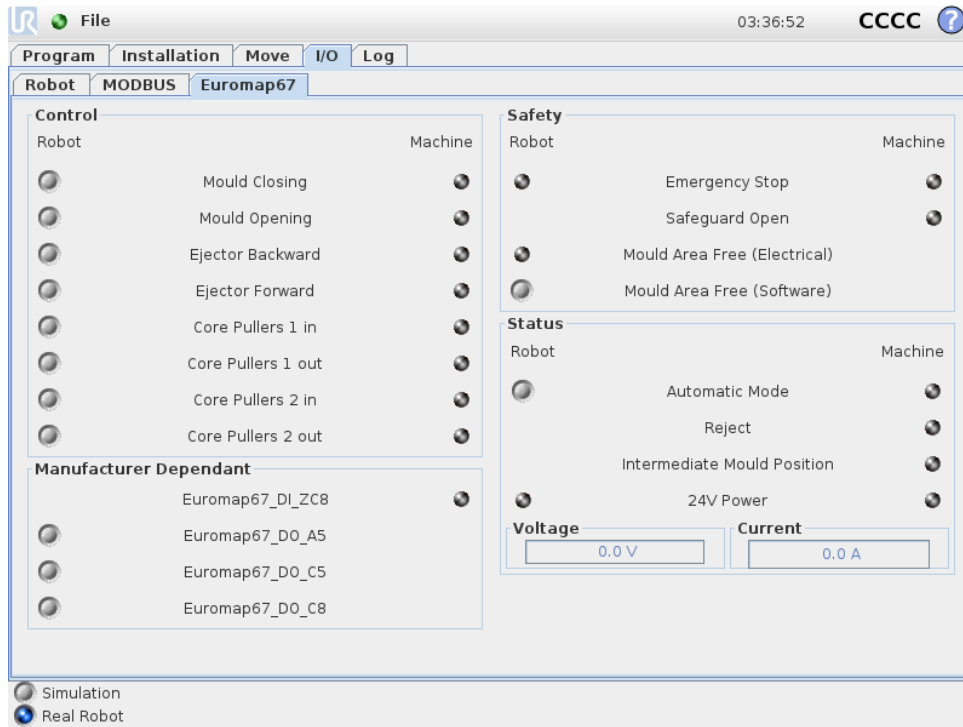 UR File 03:36:52 CCCC ?
Program Installation Move I/O Log
Robot MODBUS Euromap67
Control
Robot Machine
Mould Closing
Mould Opening
Ejector Backward
Ejector Forward
Core Pullers 1 in
Core Pullers 1 out
Core Pullers 2 in
Core Pullers 2 out
Manufacturer Dependant
Euromap67_DI_ZC8
Euromap67_DO_A5
Euromap67_DO_C5
Euromap67_DO_C8
Safety
Robot Machine
Emergency Stop
Safeguard Open
Mould Area Free (Electrical)
Mould Area Free (Software)
Status
Robot Machine
Automatic Mode
Reject
Intermediate Mould Position
24V Power
Voltage Current
0.0 V 0.0 A
Simulation
Real Robot